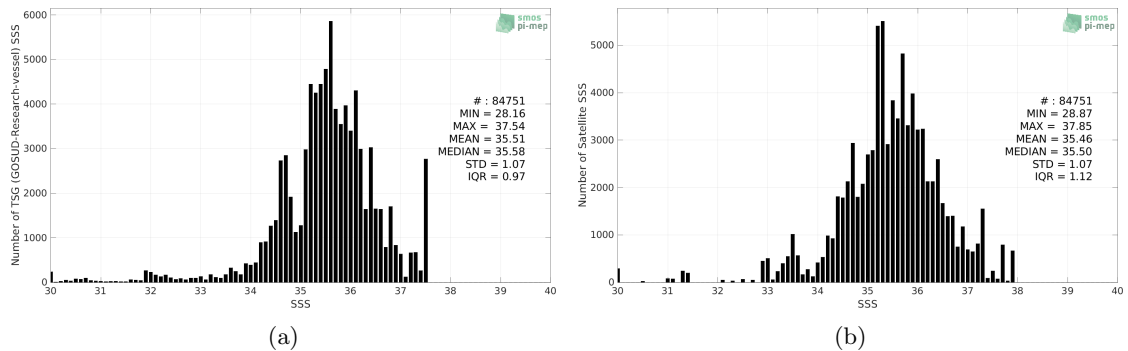 smos
pi-mep
Number of TSG (GOSUD-Research-vessel) SSS
6000
5000
4000
3000
2000
1000
0
# : 84751
MIN = 28.16
MAX = 37.54
MEAN = 35.51
MEDIAN = 35.58
STD = 1.07
IQR = 0.97
30 31 32 33 34 35 36 37 38 39 40
SSS
(a)
smos
pi-mep
Number of Satellite SSS
5000
4000
3000
2000
1000
0
# : 84751
MIN = 28.87
MAX = 37.85
MEAN = 35.46
MEDIAN = 35.50
STD = 1.07
IQR = 1.12
30 31 32 33 34 35 36 37 38 39 40
SSS
(b)